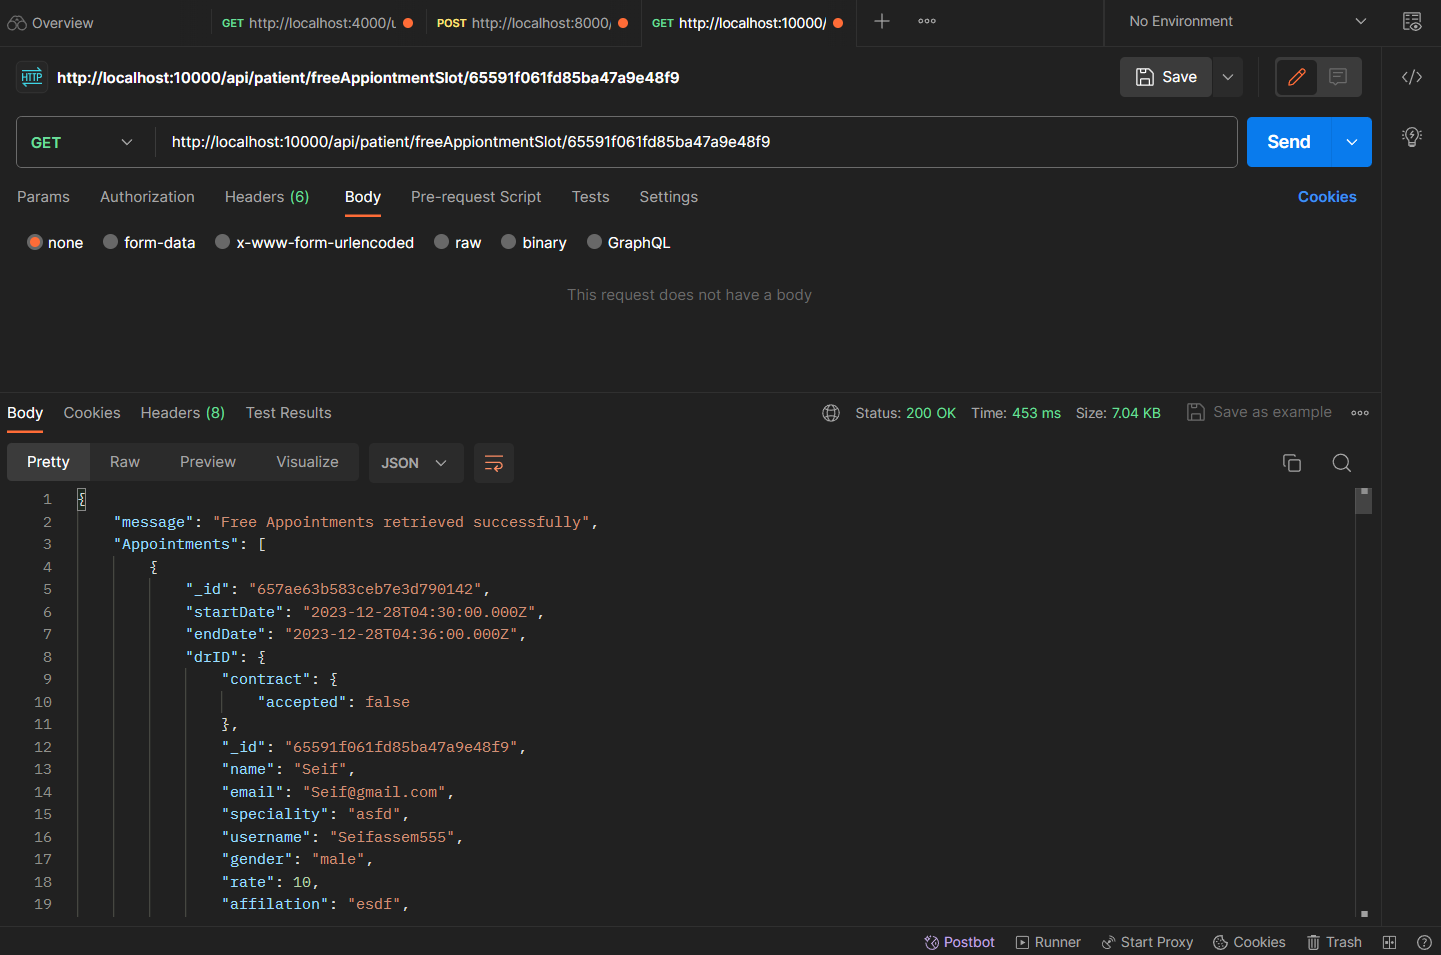 Overview
GET http://localhost:4000/u
POST http://localhost:8000/
GET http://localhost:10000/
No Environment
HTTP http://localhost:10000/api/patient/freeAppiontmentSlot/65591f061fd85ba47a9e48f9
Save
GET http://localhost:10000/api/patient/freeAppiontmentSlot/65591f061fd85ba47a9e48f9
Send
Params Authorization Headers (6) Body Pre-request Script Tests Settings Cookies
none form-data x-www-form-urlencoded raw binary GraphQL
This request does not have a body
Body Cookies Headers (8) Test Results Status: 200 OK Time: 453 ms Size: 7.04 KB Save as example
Pretty Raw Preview Visualize JSON
1 {
2 "message": "Free Appointments retrieved successfully",
3 "Appointments": [
4 {
5 "_id": "657ae63b583ceb7e3d790142",
6 "startDate": "2023-12-28T04:30:00.000Z",
7 "endDate": "2023-12-28T04:36:00.000Z",
8 "drID": {
9 "contract": {
10 "accepted": false
11 },
12 "_id": "65591f061fd85ba47a9e48f9",
13 "name": "Seif",
14 "email": "Seif@gmail.com",
15 "speciality": "asfd",
16 "username": "Seifassem555",
17 "gender": "male",
18 "rate": 10,
19 "affilation": "esdf",
Postbot Runner Start Proxy Cookies Trash